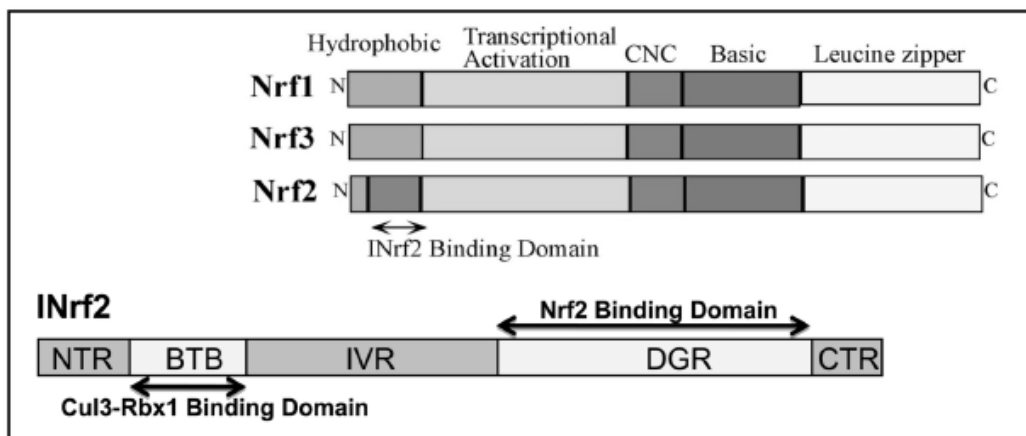 Hydrophobic Transcriptional Activation CNC Basic Leucine zipper
Nrf1 N C
Nrf3 N C
Nrf2 N C
INrf2 Binding Domain
INrf2
Nrf2 Binding Domain
NTR BTB IVR DGR CTR
Cul3-Rbx1 Binding Domain